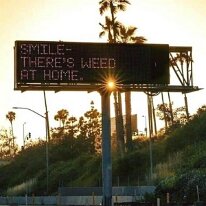 SMILE-
THERE'S WEED
AT HOME.